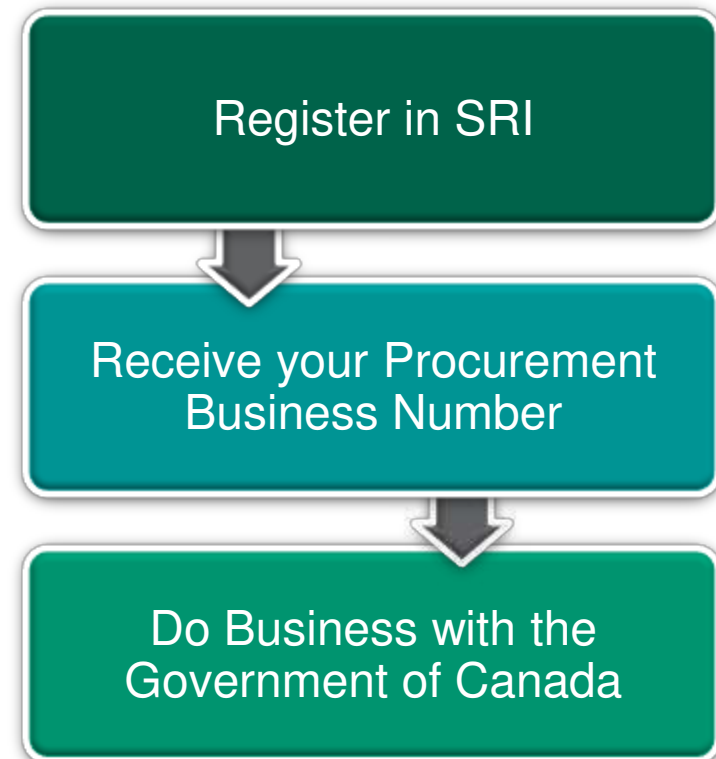 Register in SRI
Receive your Procurement
Business Number
Do Business with the
Government of Canada